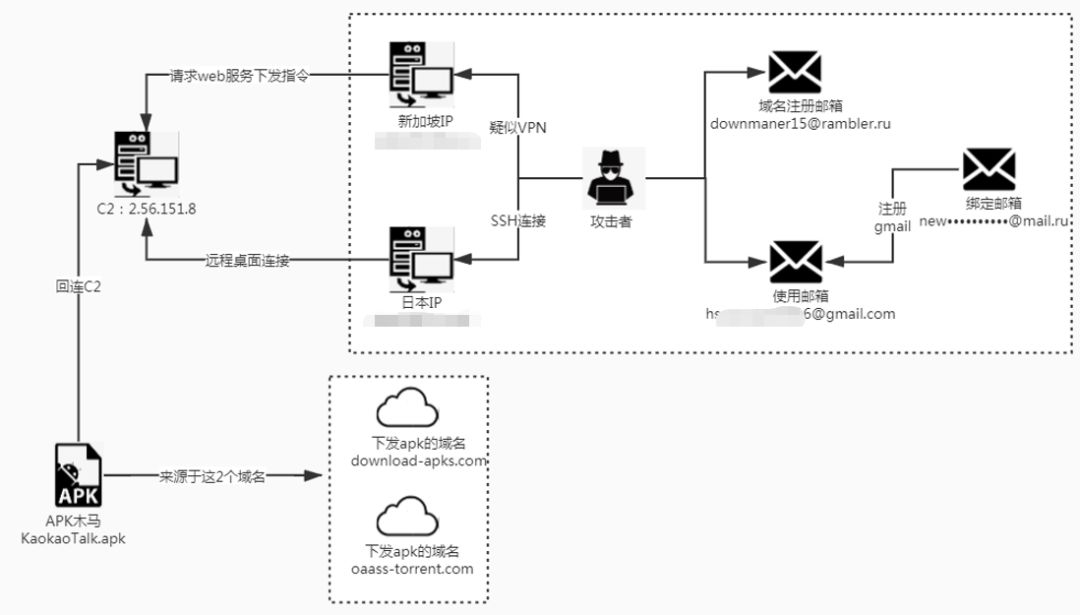 请求web服务下发指令
新加坡IP
疑似VPN
域名注册邮箱
downmaner15@rambler.ru
C2：2.56.151.8
攻击者
注册
gmail
绑定邮箱
new••••••••••@mail.ru
SSH连接
远程桌面连接
日本IP
使用邮箱
hs 6@gmail.com
回连C2
下发apk的域名
download-apks.com
来源于这2个域名
APK
APK木马
KaokaoTalk.apk
下发apk的域名
oaass-torrent.com